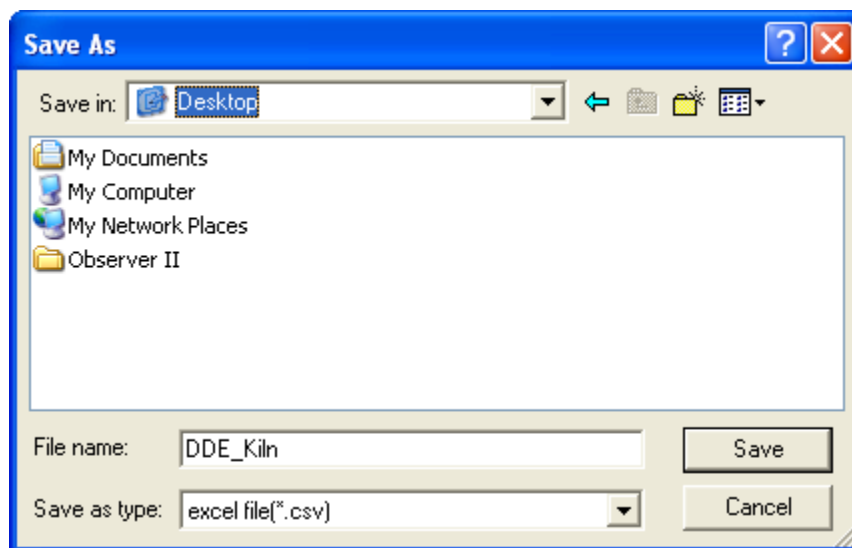 Save As
Save in: Desktop
My Documents
My Computer
My Network Places
Observer II
File name: DDE_Kiln Save
Save as type: excel file(*.csv) Cancel